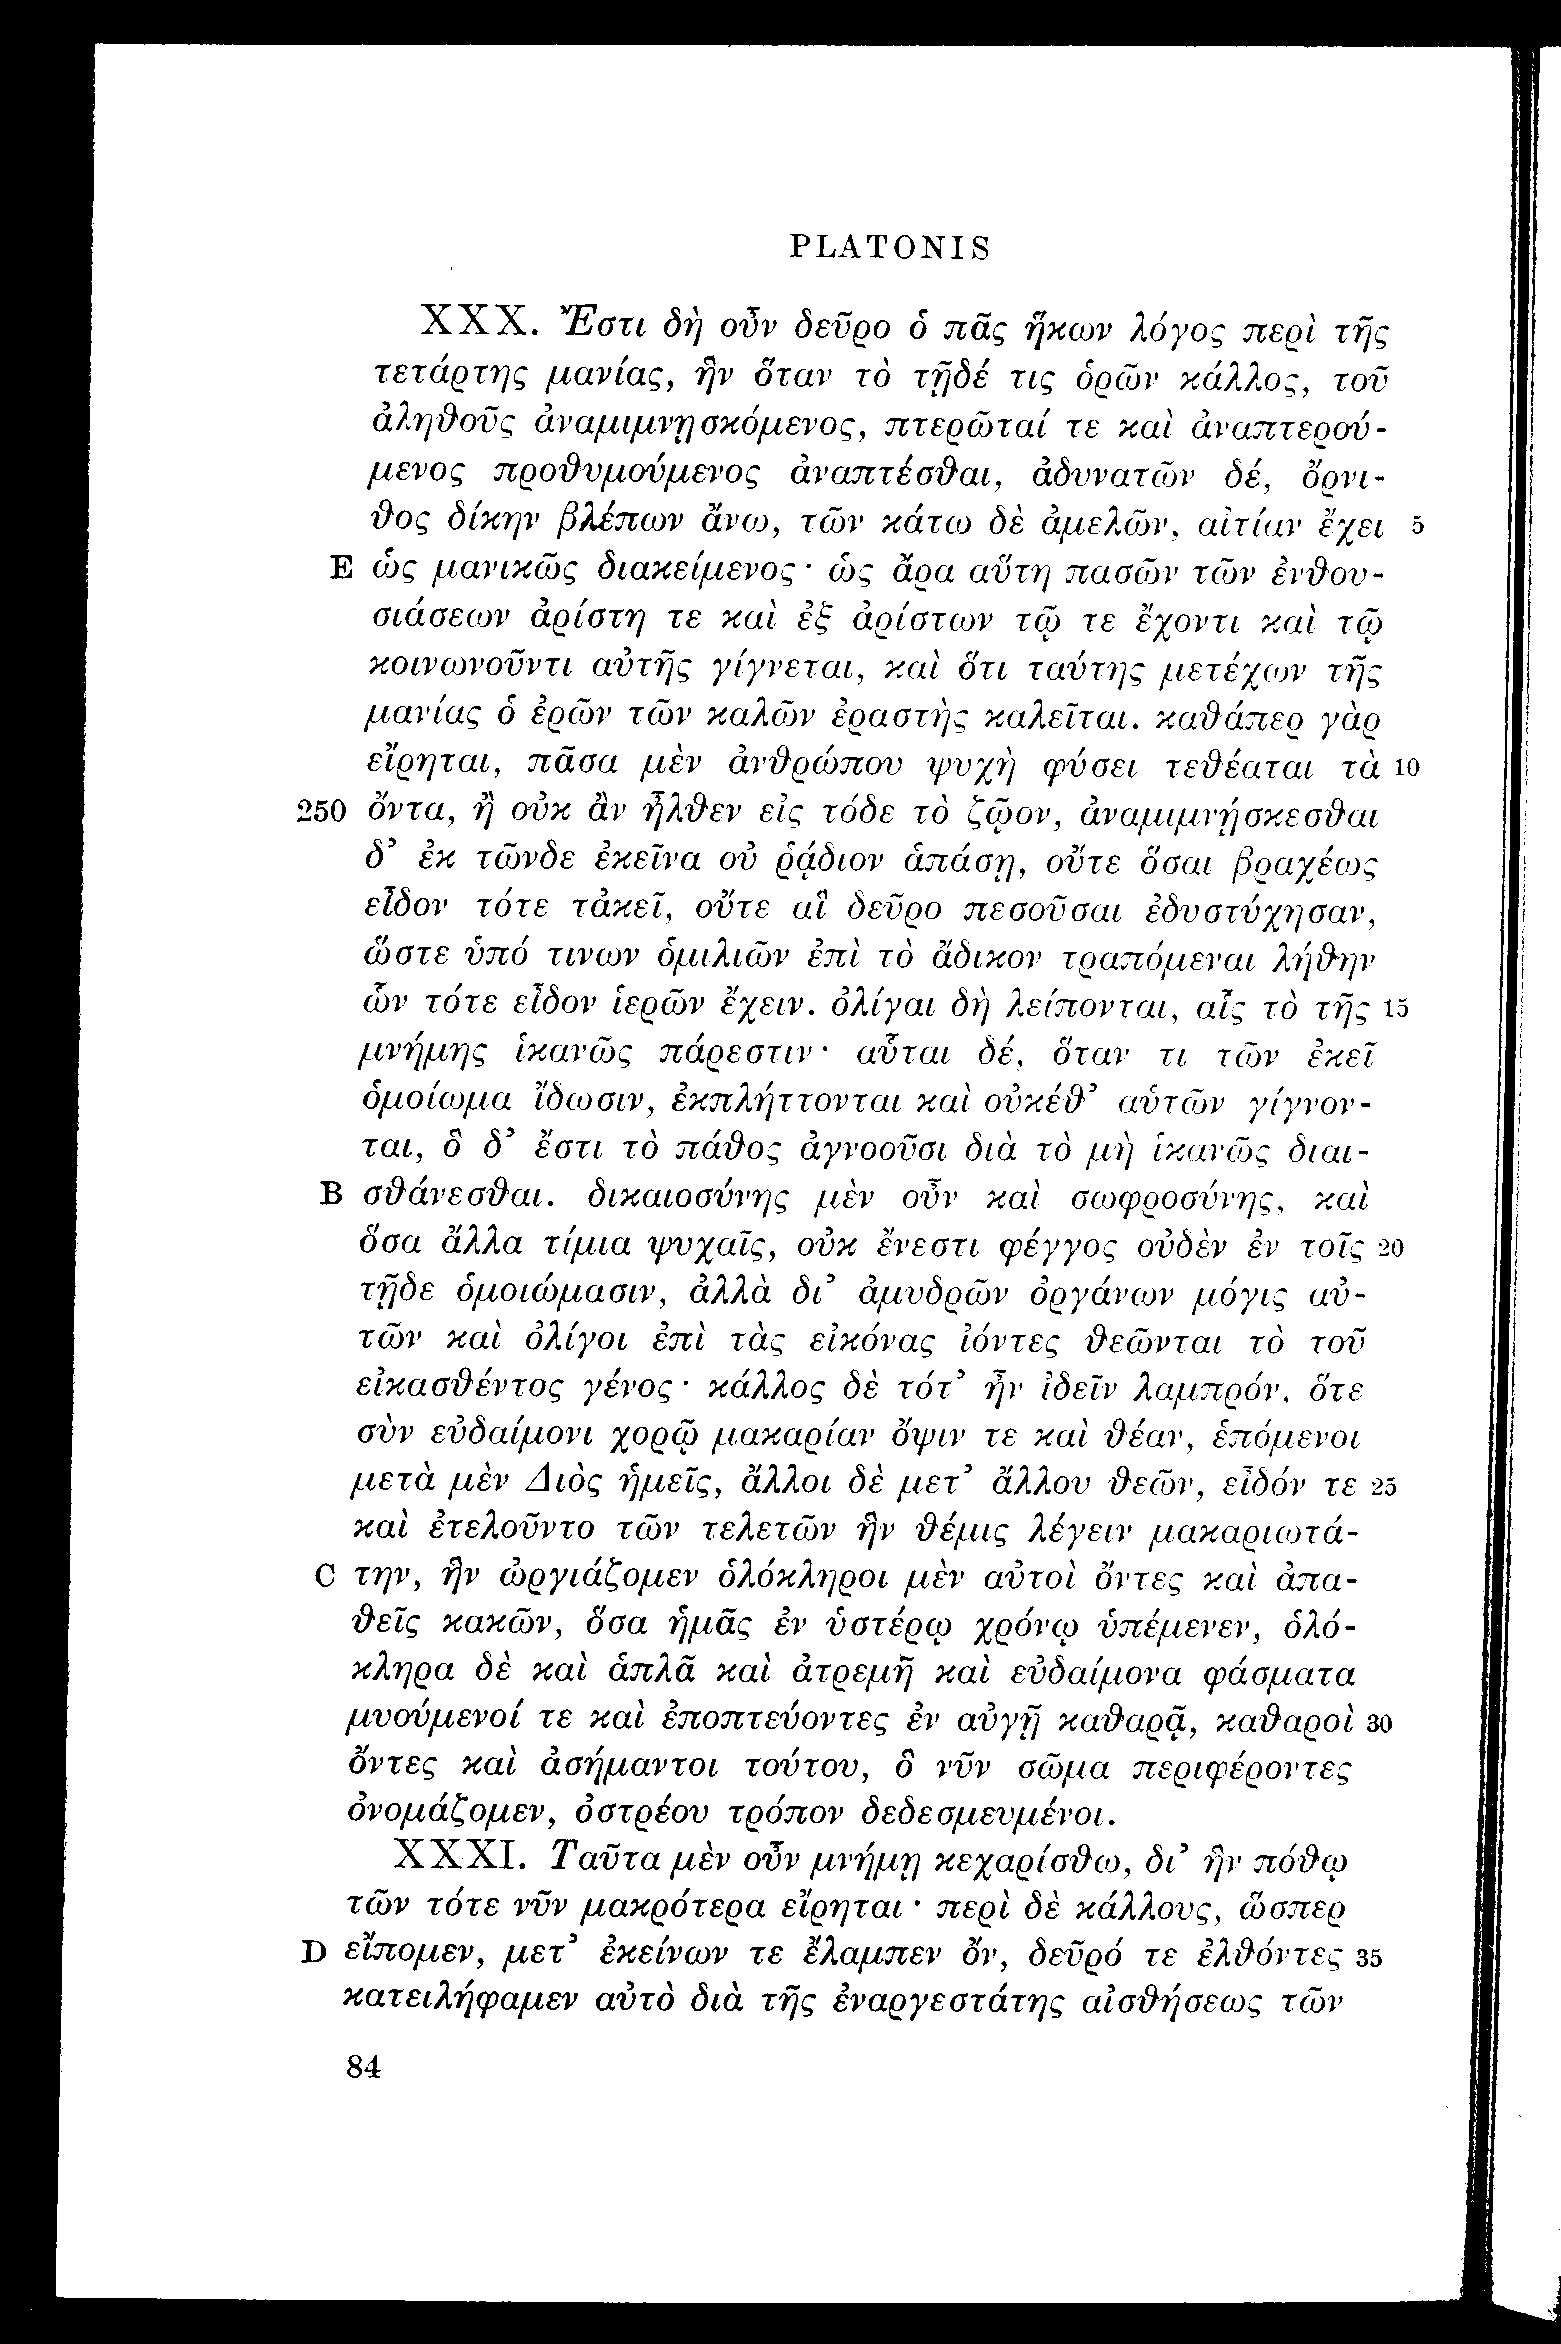 PLATONIS
XXX. Ἔστι δὴ οὖν δεῦρο ὁ πᾶς ἥκων λόγος περὶ τῆς
τετάρτης μανίας, ἣν ὅταν τὸ τῇδέ τις ὁρῶν κάλλος, τοῦ
ἀληθοῦς ἀναμιμνῃσκόμενος, πτερῶταί τε καὶ ἀναπτερού-
μενος προθυμούμενος ἀναπτέσθαι, ἀδυνατῶν δέ, ὄρνι-
θος δίκην βλέπων ἄνω, τῶν κάτω δὲ ἀμελῶν, αἰτίαν ἔχει 5
E ὡς μανικῶς διακείμενος· ὡς ἄρα αὕτη πασῶν τῶν ἐνθου-
σιάσεων ἀρίστη τε καὶ ἐξ ἀρίστων τῷ τε ἔχοντι καὶ τῷ
κοινωνοῦντι αὐτῆς γίγνεται, καὶ ὅτι ταύτης μετέχων τῆς
μανίας ὁ ἐρῶν τῶν καλῶν ἐραστὴς καλεῖται. καθάπερ γὰρ
εἴρηται, πᾶσα μὲν ἀνθρώπου ψυχὴ φύσει τεθέαται τὰ 10
250 ὄντα, ἢ οὐκ ἂν ἦλθεν εἰς τόδε τὸ ζῷον, ἀναμιμνῄσκεσθαι
δ’ ἐκ τῶνδε ἐκεῖνα οὐ ῥᾴδιον ἁπάσῃ, οὔτε ὅσαι βραχέως
εἶδον τότε τἀκεῖ, οὔτε αἳ δεῦρο πεσοῦσαι ἐδυστύχησαν,
ὥστε ὑπό τινων ὁμιλιῶν ἐπὶ τὸ ἄδικον τραπόμεναι λήθην
ὧν τότε εἶδον ἱερῶν ἔχειν. ὀλίγαι δὴ λείπονται, αἷς τὸ τῆς 15
μνήμης ἱκανῶς πάρεστιν· αὗται δέ, ὅταν τι τῶν ἐκεῖ
ὁμοίωμα ἴδωσιν, ἐκπλήττονται καὶ οὐκέθ’ αὑτῶν γίγνον-
ται, ὃ δ’ ἔστι τὸ πάθος ἀγνοοῦσι διὰ τὸ μὴ ἱκανῶς διαι-
B σθάνεσθαι. δικαιοσύνης μὲν οὖν καὶ σωφροσύνης, καὶ
ὅσα ἄλλα τίμια ψυχαῖς, οὐκ ἔνεστι φέγγος οὐδὲν ἐν τοῖς 20
τῇδε ὁμοιώμασιν, ἀλλὰ δι’ ἀμυδρῶν ὀργάνων μόγις αὐ-
τῶν καὶ ὀλίγοι ἐπὶ τὰς εἰκόνας ἰόντες θεῶνται τὸ τοῦ
εἰκασθέντος γένος· κάλλος δὲ τότ’ ἦν ἰδεῖν λαμπρόν, ὅτε
σὺν εὐδαίμονι χορῷ μακαρίαν ὄψιν τε καὶ θέαν, ἑπόμενοι
μετὰ μὲν Διὸς ἡμεῖς, ἄλλοι δὲ μετ’ ἄλλου θεῶν, εἶδόν τε 25
καὶ ἐτελοῦντο τῶν τελετῶν ἣν θέμις λέγειν μακαριωτά-
C την, ἣν ὠργιάζομεν ὁλόκληροι μὲν αὐτοὶ ὄντες καὶ ἀπα-
θεῖς κακῶν, ὅσα ἡμᾶς ἐν ὑστέρῳ χρόνῳ ὑπέμενεν, ὁλό-
κληρα δὲ καὶ ἁπλᾶ καὶ ἀτρεμῆ καὶ εὐδαίμονα φάσματα
μυούμενοί τε καὶ ἐποπτεύοντες ἐν αὐγῇ καθαρᾷ, καθαροὶ 30
ὄντες καὶ ἀσήμαντοι τούτου, ὃ νῦν σῶμα περιφέροντες
ὀνομάζομεν, ὀστρέου τρόπον δεδεσμευμένοι.
XXXI. Ταῦτα μὲν οὖν μνήμῃ κεχαρίσθω, δι’ ἣν πόθῳ
τῶν τότε νῦν μακρότερα εἴρηται· περὶ δὲ κάλλους, ὥσπερ
D εἴπομεν, μετ’ ἐκείνων τε ἔλαμπεν ὄν, δεῦρό τε ἐλθόντες 35
κατειλήφαμεν αὐτὸ διὰ τῆς ἐναργεστάτης αἰσθήσεως τῶν
84